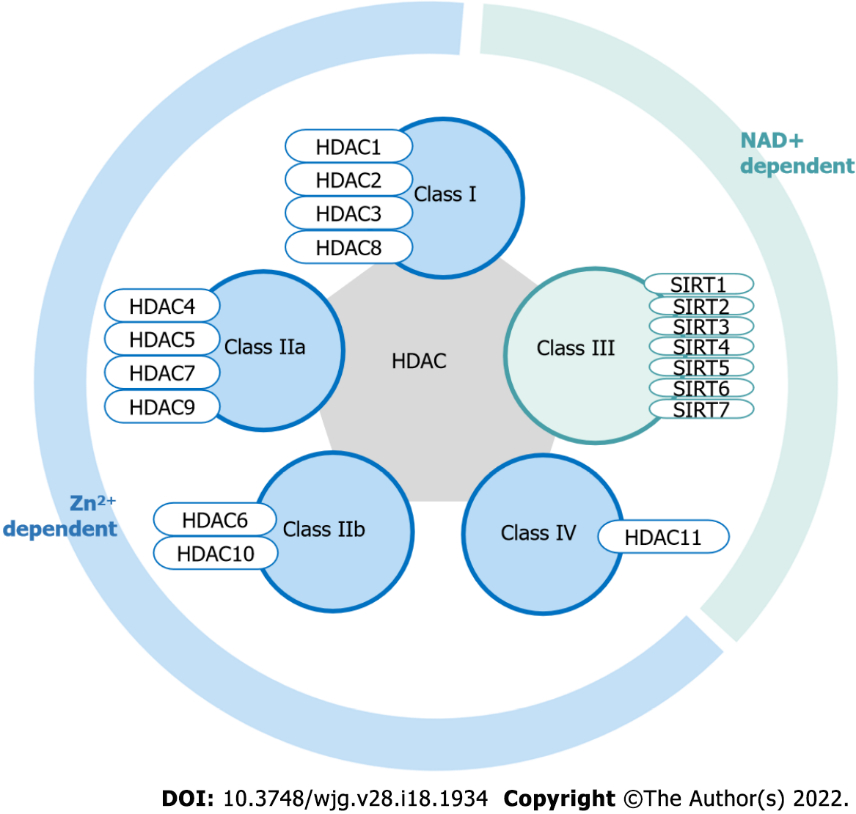 NAD+
dependent
HDAC1
HDAC2
HDAC3
HDAC8
Class I
HDAC4
HDAC5
HDAC7
HDAC9
Class IIa
HDAC
Class III
SIRT1
SIRT2
SIRT3
SIRT4
SIRT5
SIRT6
SIRT7
Zn²⁺
dependent
HDAC6
HDAC10
Class IIb
Class IV
HDAC11
DOI: 10.3748/wjg.v28.i18.1934 Copyright ©The Author(s) 2022.